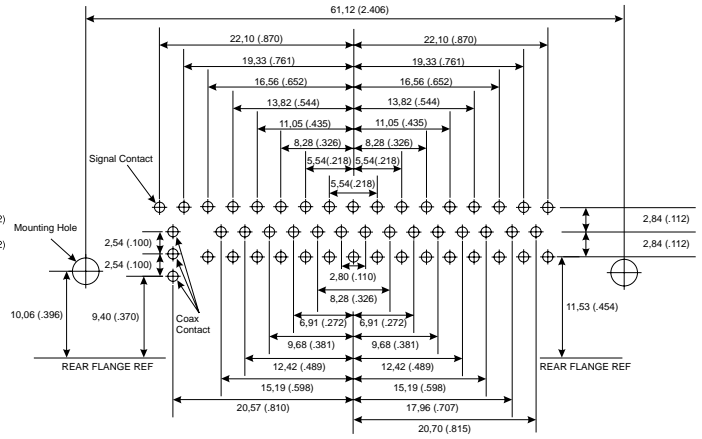 61,12 (2.406)
22,10 (.870) 22,10 (.870)
19,33 (.761) 19,33 (.761)
16,56 (.652) 16,56 (.652)
13,82 (.544) 13,82 (.544)
11,05 (.435) 11,05 (.435)
8,28 (.326) 8,28 (.326)
Signal Contact
5,54(.218) 5,54(.218)
5,54(.218)
2,84 (.112)
Mounting Hole
2,54 (.100)
2,84 (.112)
2,54 (.100)
2,80 (.110)
8,28 (.326)
10,06 (.396)
9,40 (.370)
Coax
Contact
11,53 (.454)
6,91 (.272) 6,91 (.272)
9,68 (.381) 9,68 (.381)
12,42 (.489) 12,42 (.489)
REAR FLANGE REF REAR FLANGE REF
15,19 (.598) 15,19 (.598)
20,57 (.810) 17,96 (.707)
20,70 (.815)